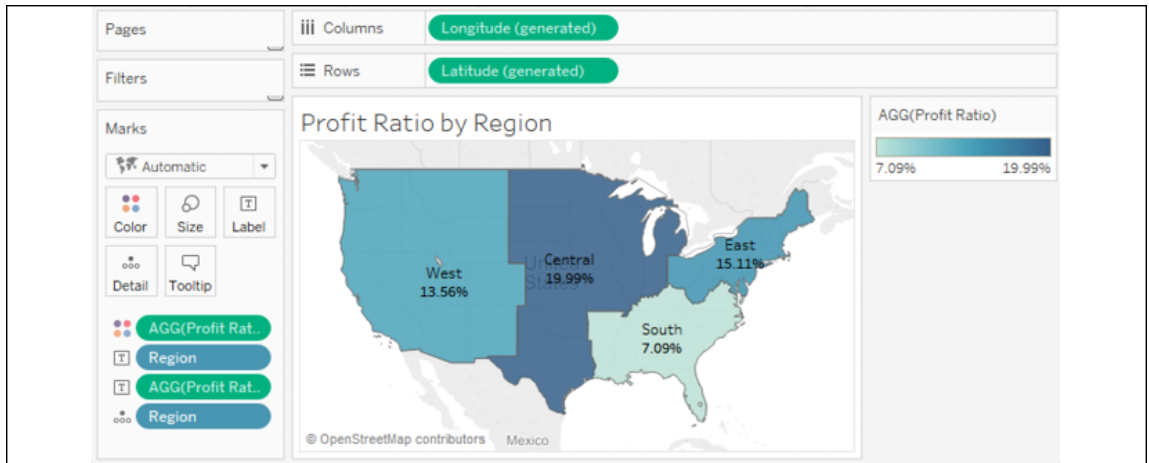 Pages
Columns
Longitude (generated)
Filters
Rows
Latitude (generated)
Marks
Automatic
Color
Size
Label
Detail
Tooltip
AGG(Profit Rat..
Region
AGG(Profit Rat..
Region
Profit Ratio by Region
United
States
West
13.56%
Central
19.99%
East
15.11%
South
7.09%
© OpenStreetMap contributors
Mexico
AGG(Profit Ratio)
7.09% 19.99%